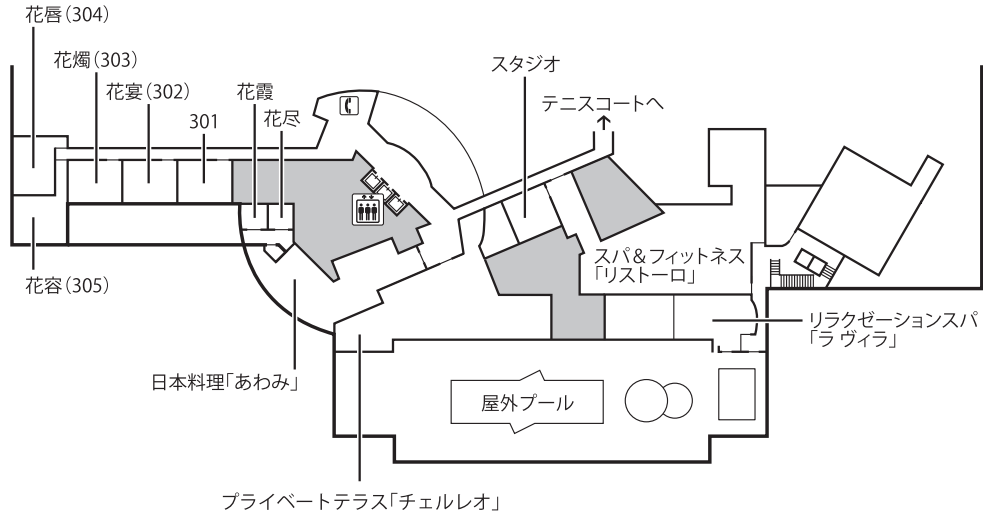 花唇(304)
花燭(303)
花宴(302)
301
花霞
花尽
スタジオ
テニスコートへ
スパ＆フィットネス
「リストーロ」
花容(305)
リラクゼーションスパ
「ラ ヴィラ」
日本料理「あわみ」
屋外プール
プライベートテラス「チェルレオ」